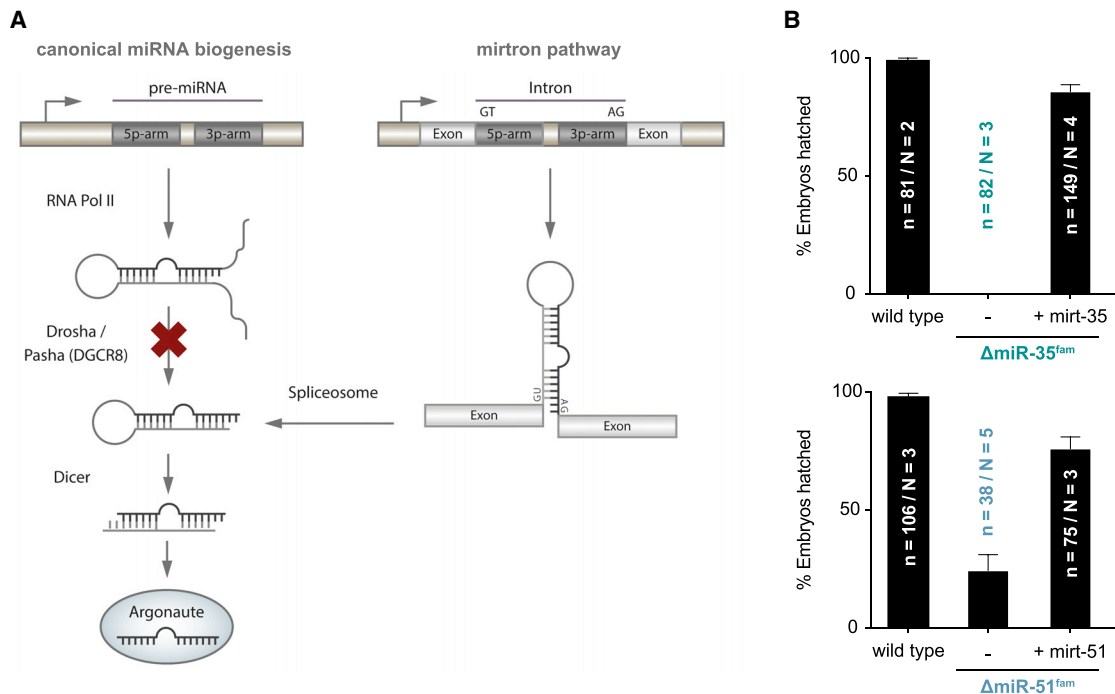 A
canonical miRNA biogenesis
pre-miRNA
5p-arm 3p-arm
RNA Pol II
Drosha /
Pasha (DGCR8)
Dicer
Argonaute
mirtron pathway
Intron
GT AG
Exon 5p-arm 3p-arm Exon
GU AG
Exon
Exon
Spliceosome
B
% Embryos hatched
100
50
0
n = 81 / N = 2
n = 82 / N = 3
n = 149 / N = 4
wild type - + mirt-35
ΔmiR-35fam
% Embryos hatched
100
50
0
n = 106 / N = 3
n = 38 / N = 5
n = 75 / N = 3
wild type - + mirt-51
ΔmiR-51fam